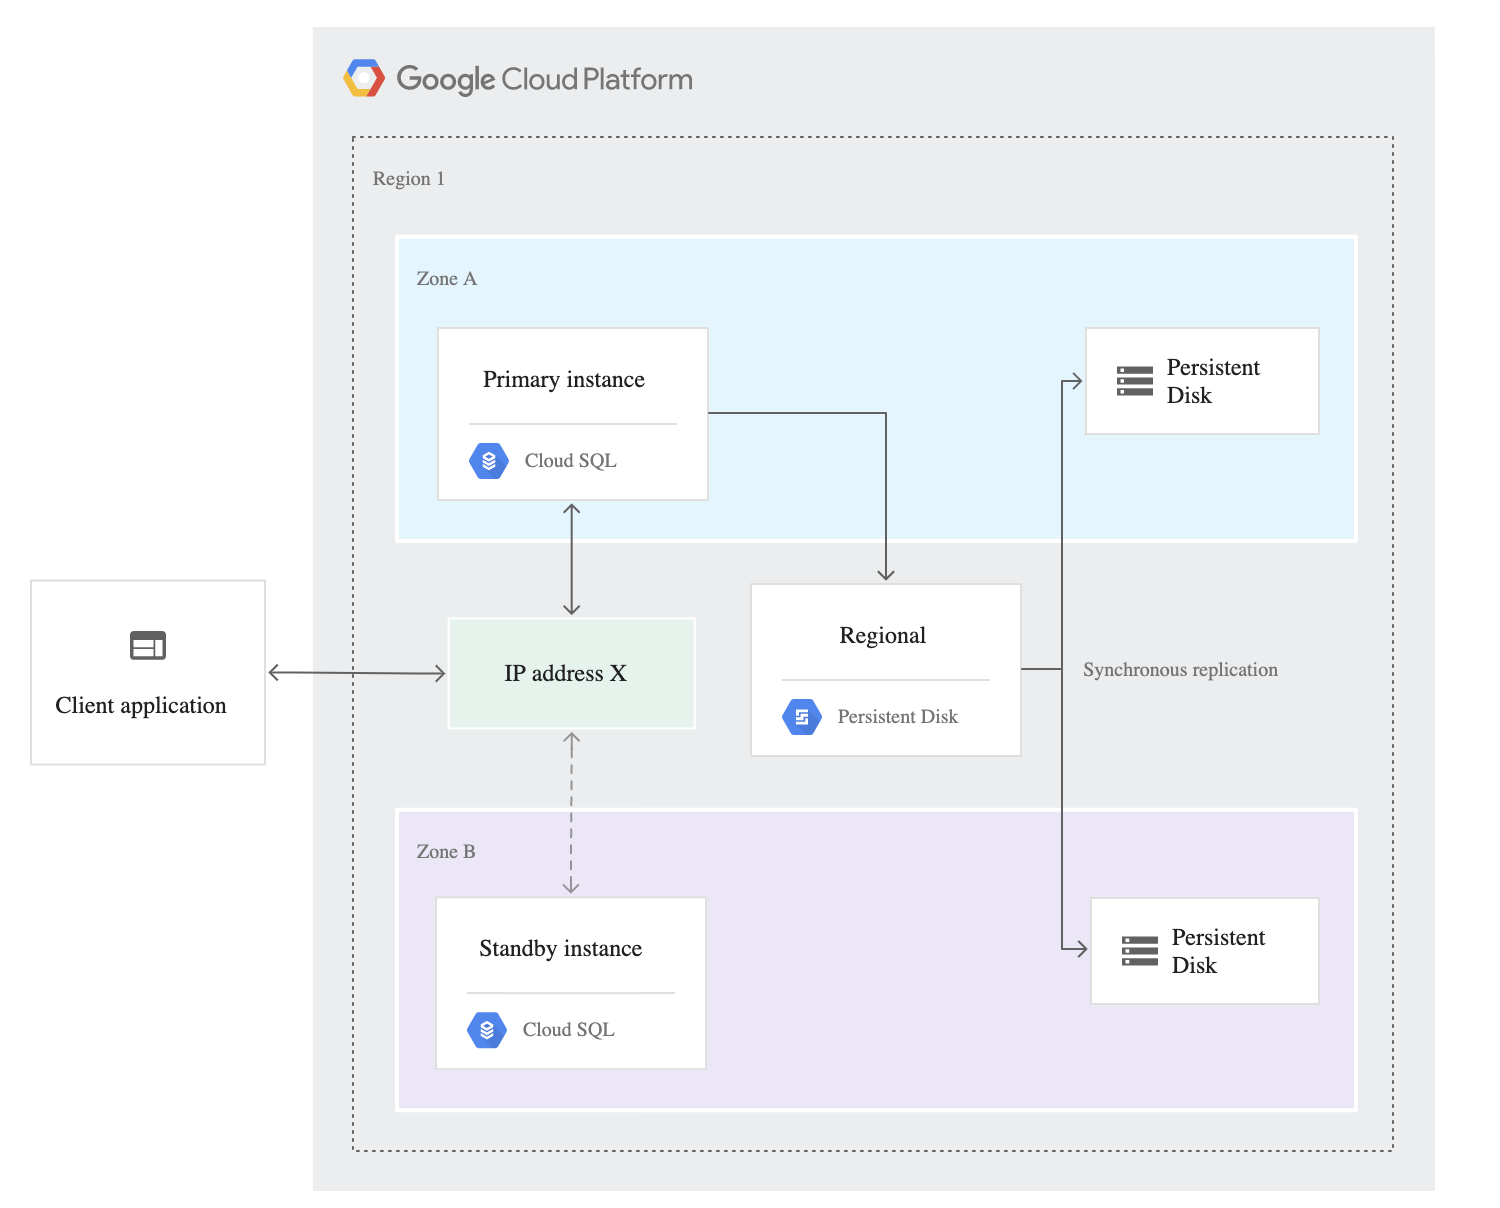 Google Cloud Platform
Region 1
Zone A
Primary instance
Cloud SQL
Persistent
Disk
Client application
IP address X
Regional
Persistent Disk
Synchronous replication
Zone B
Standby instance
Cloud SQL
Persistent
Disk